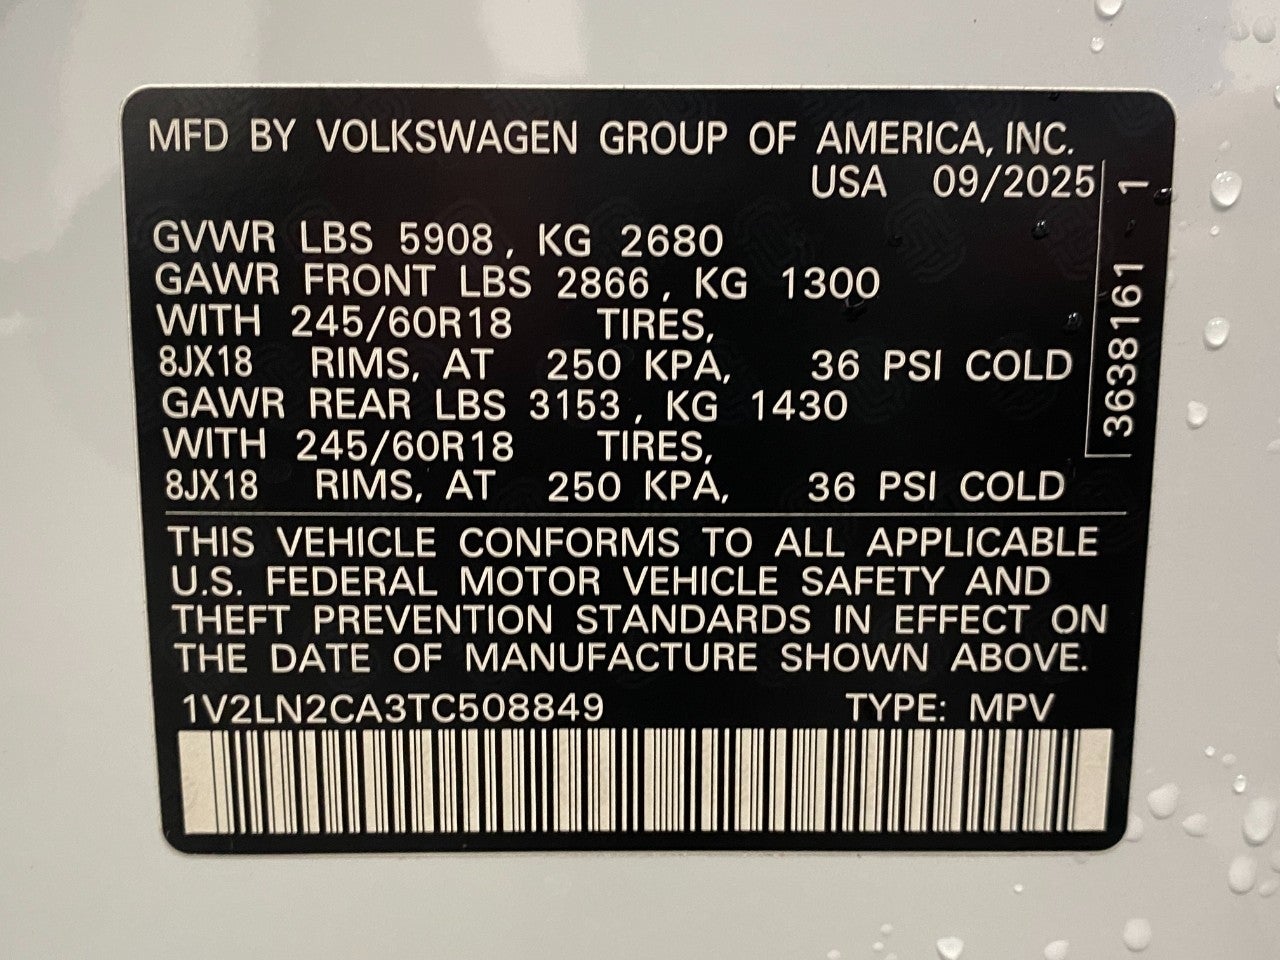 MFD BY VOLKSWAGEN GROUP OF AMERICA, INC.
USA 09/2025
GVWR LBS 5908, KG 2680
GAWR FRONT LBS 2866, KG 1300
WITH 245/60R18 TIRES,
8JX18 RIMS, AT 250 KPA, 36 PSI COLD
GAWR REAR LBS 3153, KG 1430
WITH 245/60R18 TIRES,
8JX18 RIMS, AT 250 KPA, 36 PSI COLD
36381161 1
THIS VEHICLE CONFORMS TO ALL APPLICABLE
U.S. FEDERAL MOTOR VEHICLE SAFETY AND
THEFT PREVENTION STANDARDS IN EFFECT ON
THE DATE OF MANUFACTURE SHOWN ABOVE.
1V2LN2CA3TC508849 TYPE: MPV